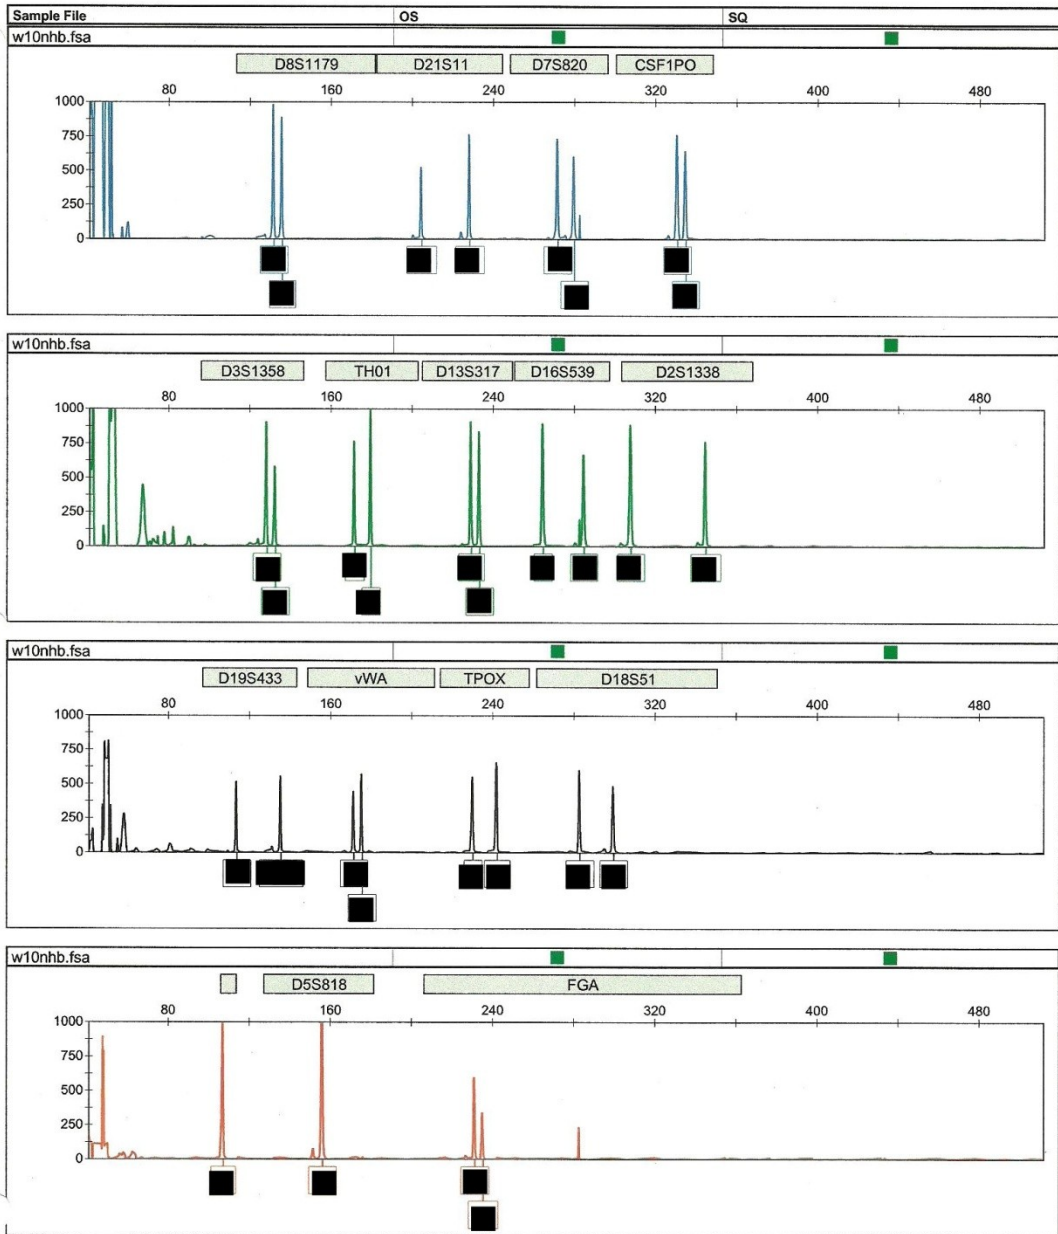 Sample File OS SQ
w10nhb.fsa
D8S1179 D21S11 D7S820 CSF1PO
80 160 240 320 400 480
1000
750
500
250
0
w10nhb.fsa
D3S1358 TH01 D13S317 D16S539 D2S1338
80 160 240 320 400 480
1000
750
500
250
0
w10nhb.fsa
D19S433 vWA TPOX D18S51
80 160 240 320 400 480
1000
750
500
250
0
w10nhb.fsa
D5S818 FGA
80 160 240 320 400 480
1000
750
500
250
0